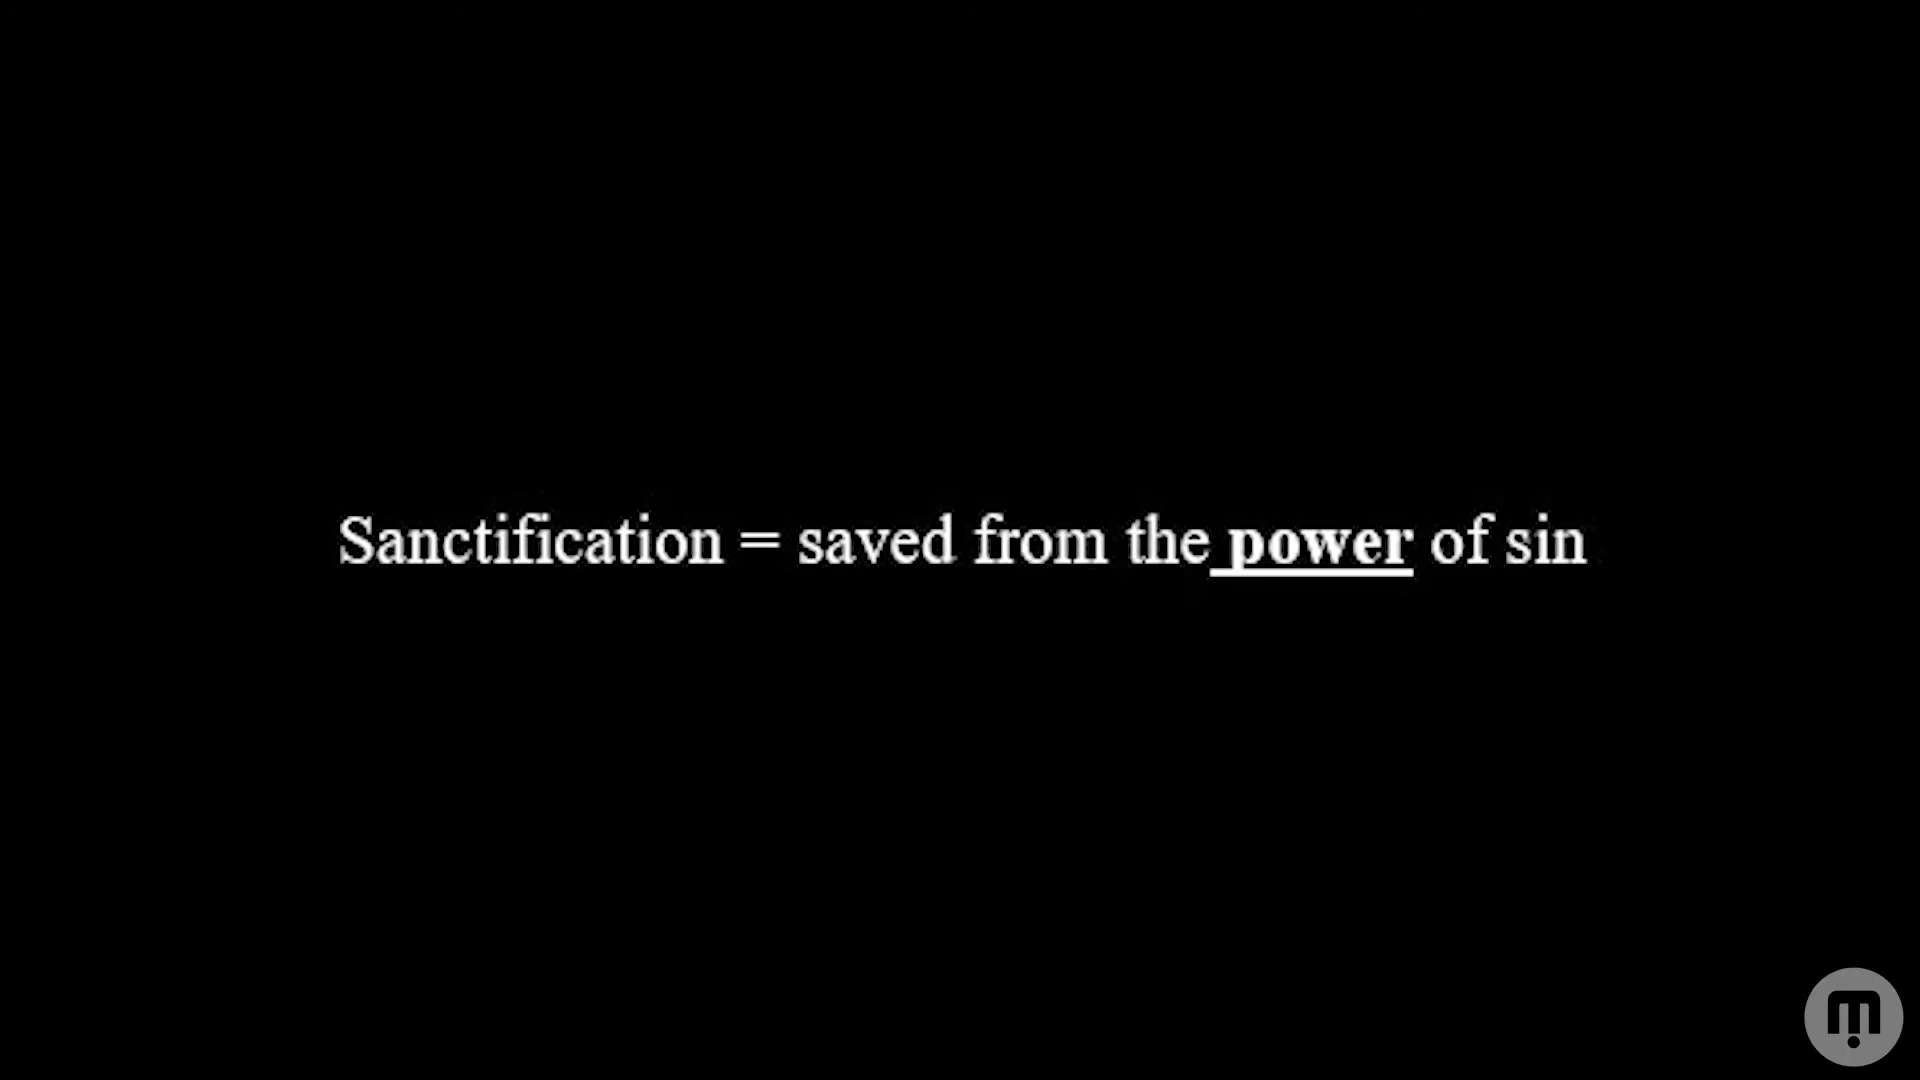 Sanctification = saved from the power of sin